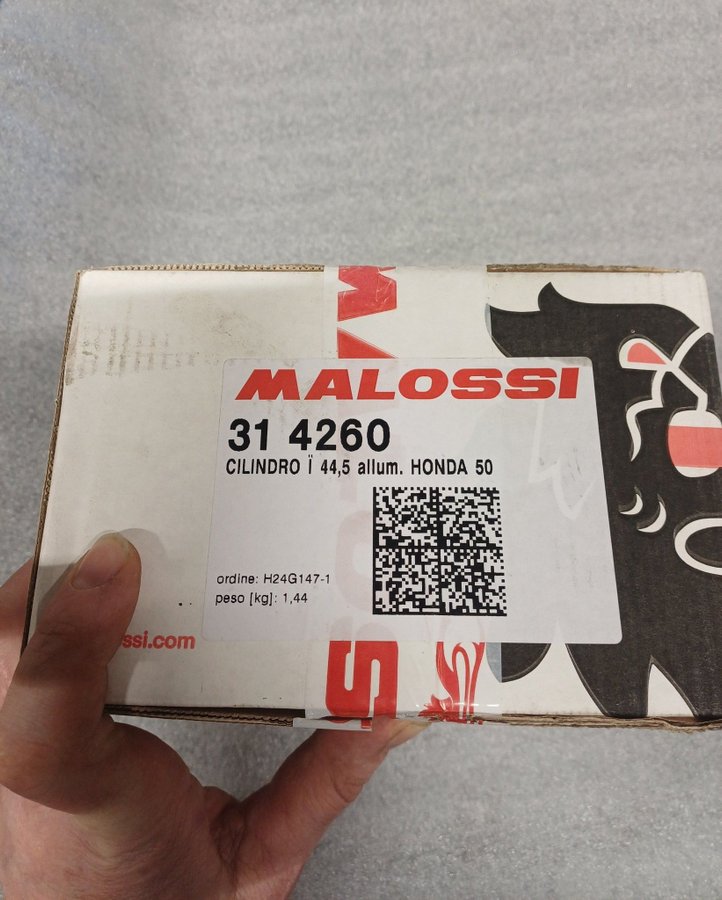 MALOSSI
31 4260
CILINDRO Ï 44,5 allum. HONDA 50
ordine: H24G147-1
peso [kg]: 1,44
ssi.com